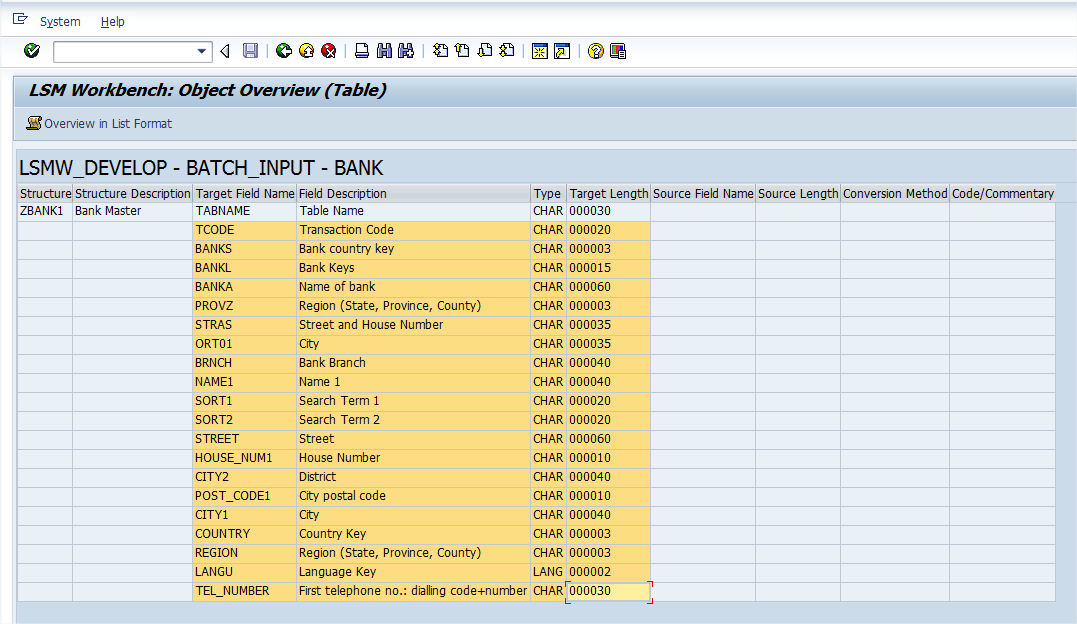 System Help
LSM Workbench: Object Overview (Table)
Overview in List Format
LSMW_DEVELOP - BATCH_INPUT - BANK
Structure Structure Description Target Field Name Field Description Type Target Length Source Field Name Source Length Conversion Method Code/Commentary
ZBANK1 Bank Master TABNAME Table Name CHAR 000030
TCODE Transaction Code CHAR 000020
BANKS Bank country key CHAR 000003
BANKL Bank Keys CHAR 000015
BANKA Name of bank CHAR 000060
PROVZ Region (State, Province, County) CHAR 000003
STRAS Street and House Number CHAR 000035
ORT01 City CHAR 000035
BRNCH Bank Branch CHAR 000040
NAME1 Name 1 CHAR 000040
SORT1 Search Term 1 CHAR 000020
SORT2 Search Term 2 CHAR 000020
STREET Street CHAR 000060
HOUSE_NUM1 House Number CHAR 000010
CITY2 District CHAR 000040
POST_CODE1 City postal code CHAR 000010
CITY1 City CHAR 000040
COUNTRY Country Key CHAR 000003
REGION Region (State, Province, County) CHAR 000003
LANGU Language Key LANG 000002
TEL_NUMBER First telephone no.: dialling code+number CHAR 000030